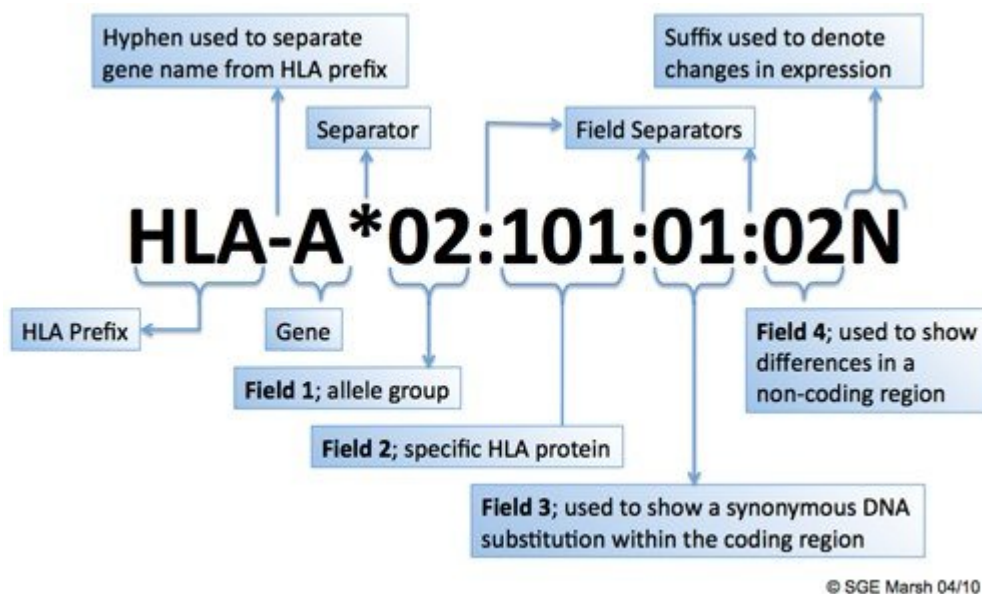 Hyphen used to separate
gene name from HLA prefix
Suffix used to denote
changes in expression
Separator
Field Separators
HLA-A*02:101:01:02N
HLA Prefix
Gene
Field 1; allele group
Field 2; specific HLA protein
Field 3; used to show a synonymous DNA
substitution within the coding region
Field 4; used to show
differences in a
non-coding region
© SGE Marsh 04/10